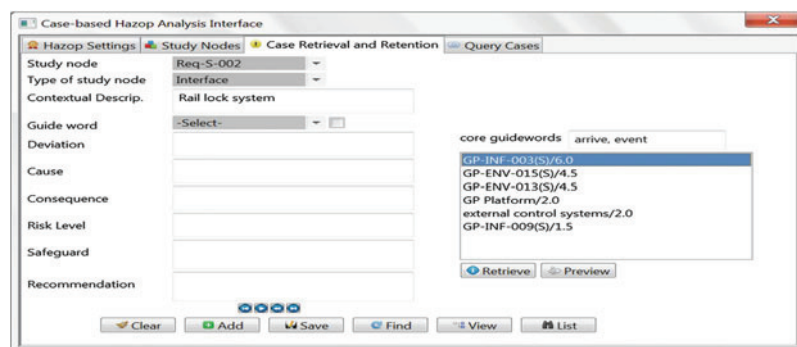 Case-based Hazop Analysis Interface
Hazop Settings Study Nodes Case Retrieval and Retention Query Cases
Study node Req-S-002
Type of study node Interface
Contextual Descrip. Rail lock system
Guide word -Select-
Deviation
Cause
Consequence
Risk Level
Safeguard
Recommendation
core guidewords arrive, event
GP-INF-003(S)/6.0
GP-ENV-015(S)/4.5
GP-ENV-013(S)/4.5
GP Platform/2.0
external control systems/2.0
GP-INF-009(S)/1.5
Retrieve Preview
Clear Add Save Find View List